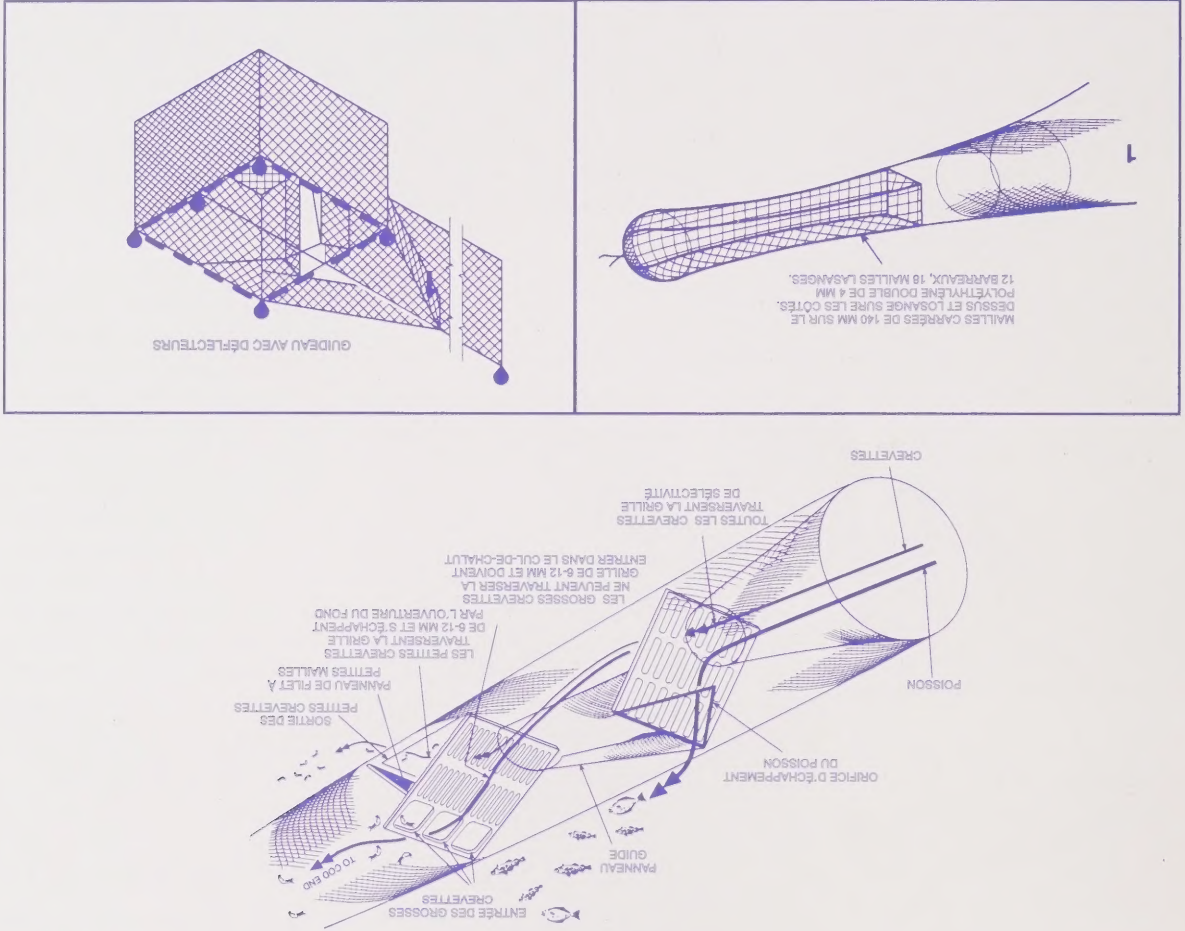 ENTRÉE DES GROSSES
CREVETTES
PANNEAU
GUIDE
TO COD END
ORIFICE D'ÉCHAPPEMENT
DU POISSON
SORTIE DES
PETITES CREVETTES
PANNEAU DE FILET À
PETITES MAILLES
LES PETITES CREVETTES
TRAVERSENT LA GRILLE
DE 6-12 MM ET S'ÉCHAPPENT
PAR L'OUVERTURE DU FOND
POISSON
LES GROSSES CREVETTES
NE PEUVENT TRAVERSER LA
GRILLE DE 6-12 MM ET DOIVENT
ENTRER DANS LE CUL-DE-CHALUT
TOUTES LES CREVETTES
TRAVERSENT LA GRILLE
DE SÉLECTIVITÉ
CREVETTES
MAILLES CARRÉES DE 140 MM SUR LE
DESSUS ET LOSANGE SURE LES CÔTÉS.
POLYÉTHYLÈNE DOUBLE DE 4 MM
12 BARREAUX, 18 MAILLES LASANGES.
1
GUIDEAU AVEC DÉFLECTEURS